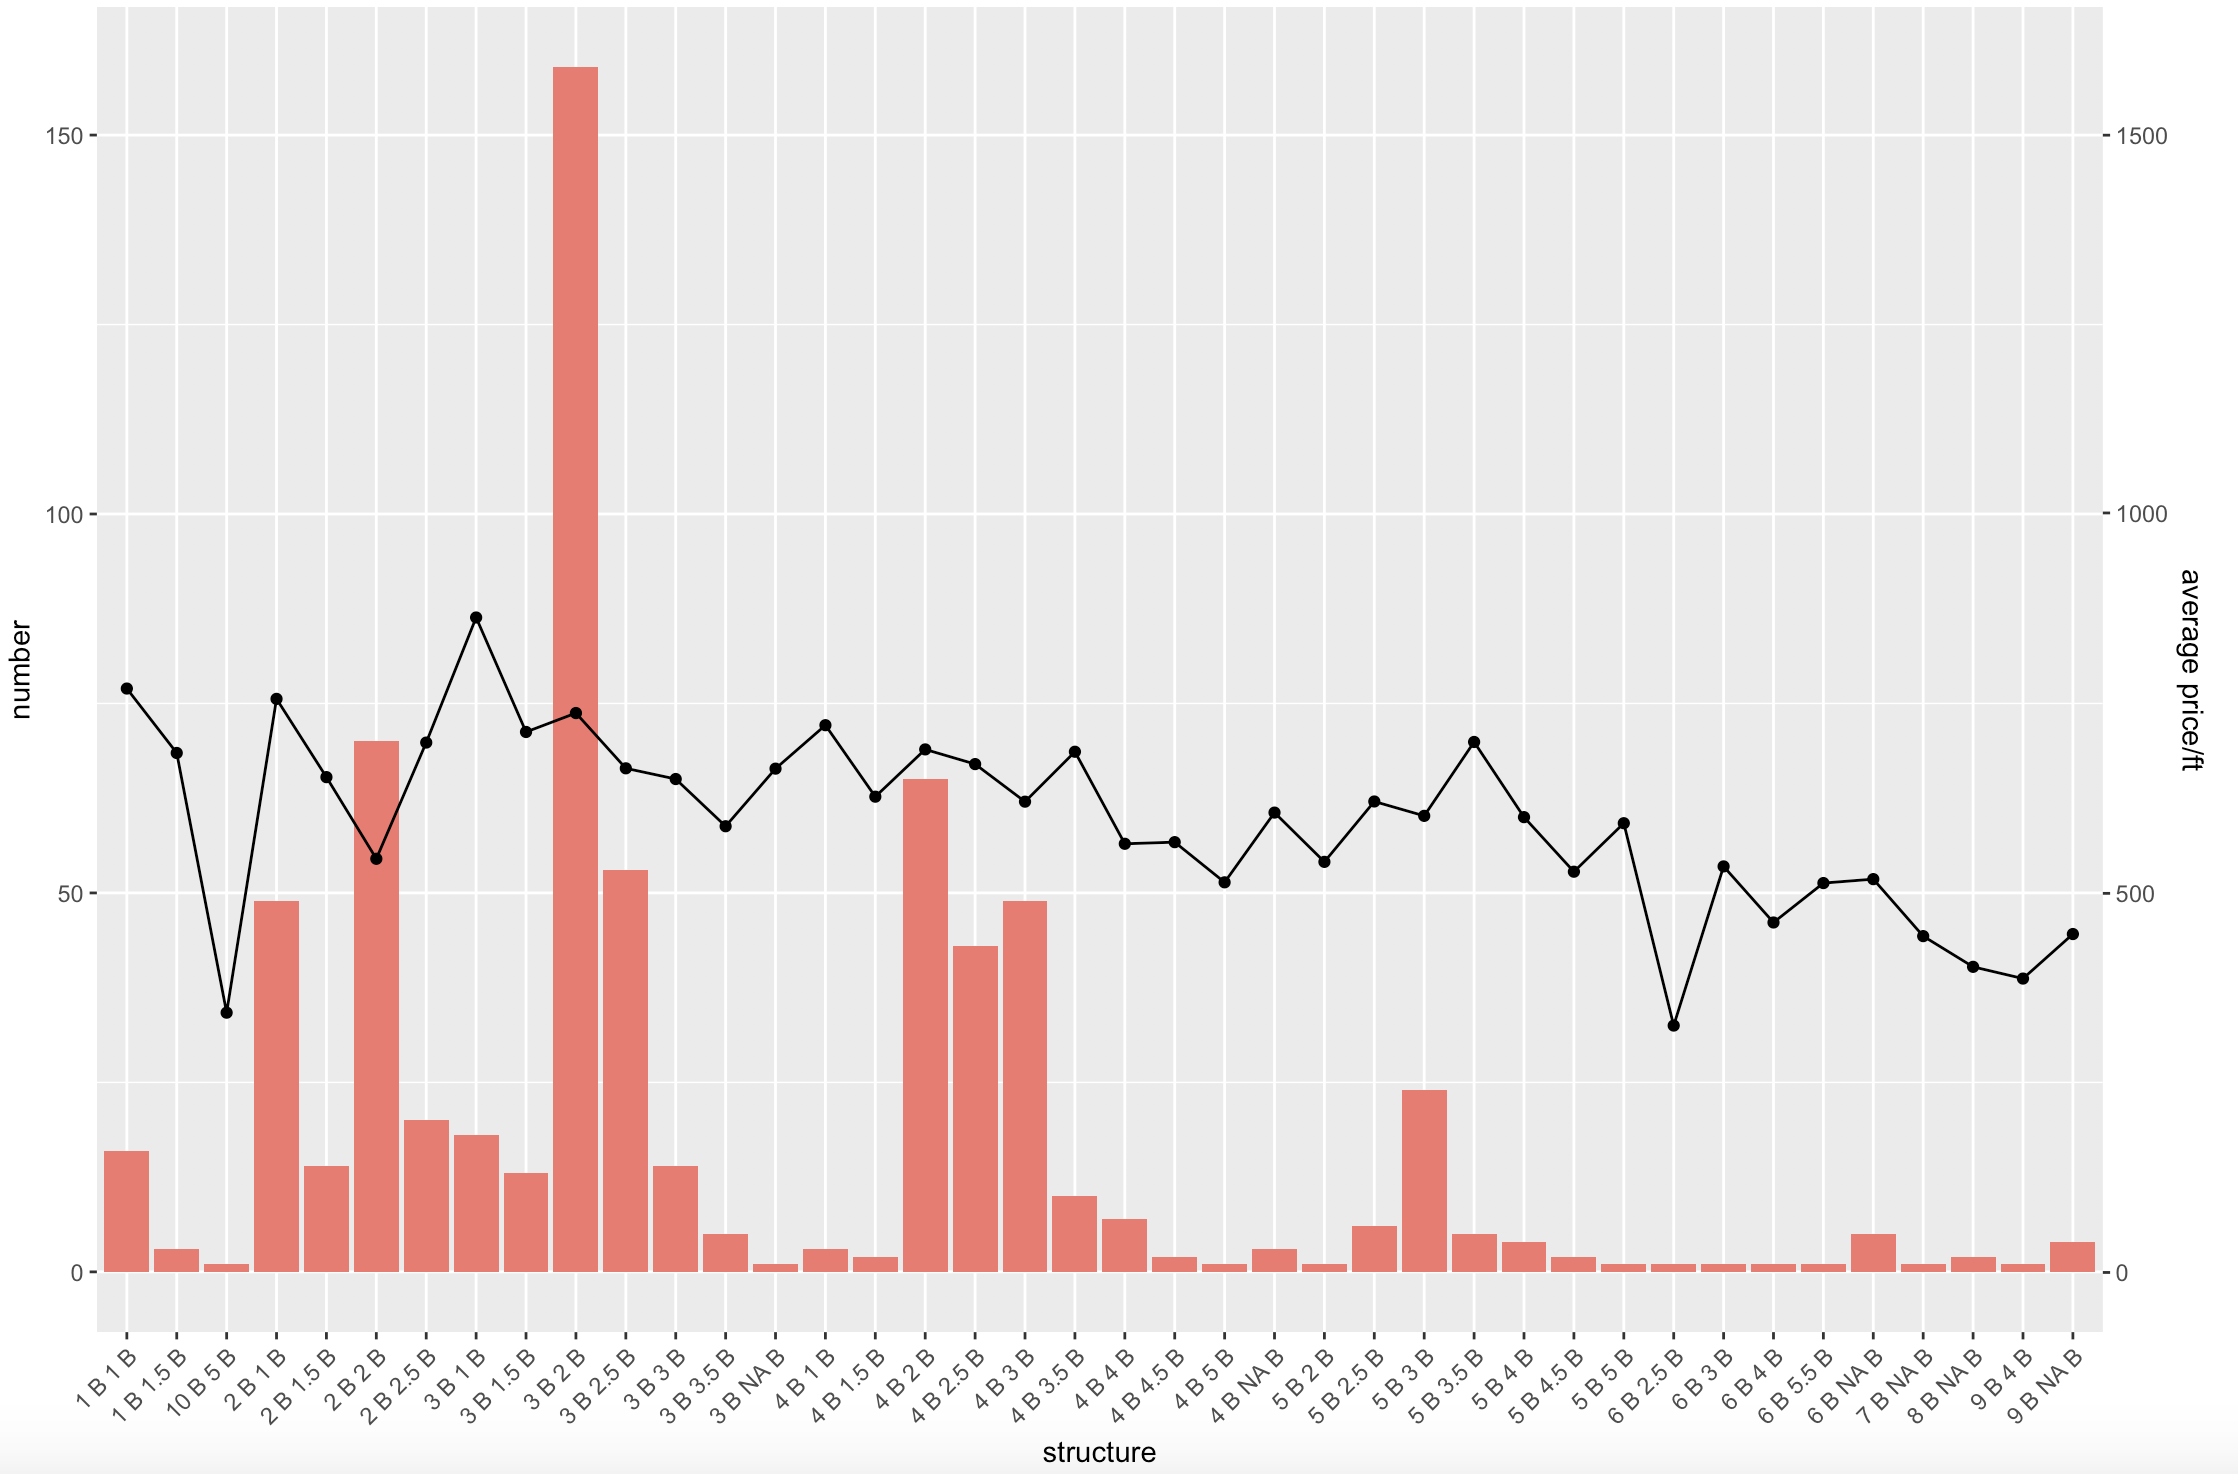 150
100
50
0
number
1500
1000
500
0
average price/ft
1 B 1 B
1 B 1.5 B
10 B 5 B
2 B 1 B
2 B 1.5 B
2 B 2 B
2 B 2.5 B
3 B 1 B
3 B 1.5 B
3 B 2 B
3 B 2.5 B
3 B 3 B
3 B 3.5 B
3 B NA B
4 B 1 B
4 B 1.5 B
4 B 2 B
4 B 2.5 B
4 B 3 B
4 B 3.5 B
4 B 4 B
4 B 4.5 B
4 B 5 B
4 B NA B
5 B 2 B
5 B 2.5 B
5 B 3 B
5 B 3.5 B
5 B 4 B
5 B 4.5 B
5 B 5 B
6 B 2.5 B
6 B 3 B
6 B 4 B
6 B 5.5 B
6 B NA B
7 B NA B
8 B NA B
9 B 4 B
9 B NA B
structure